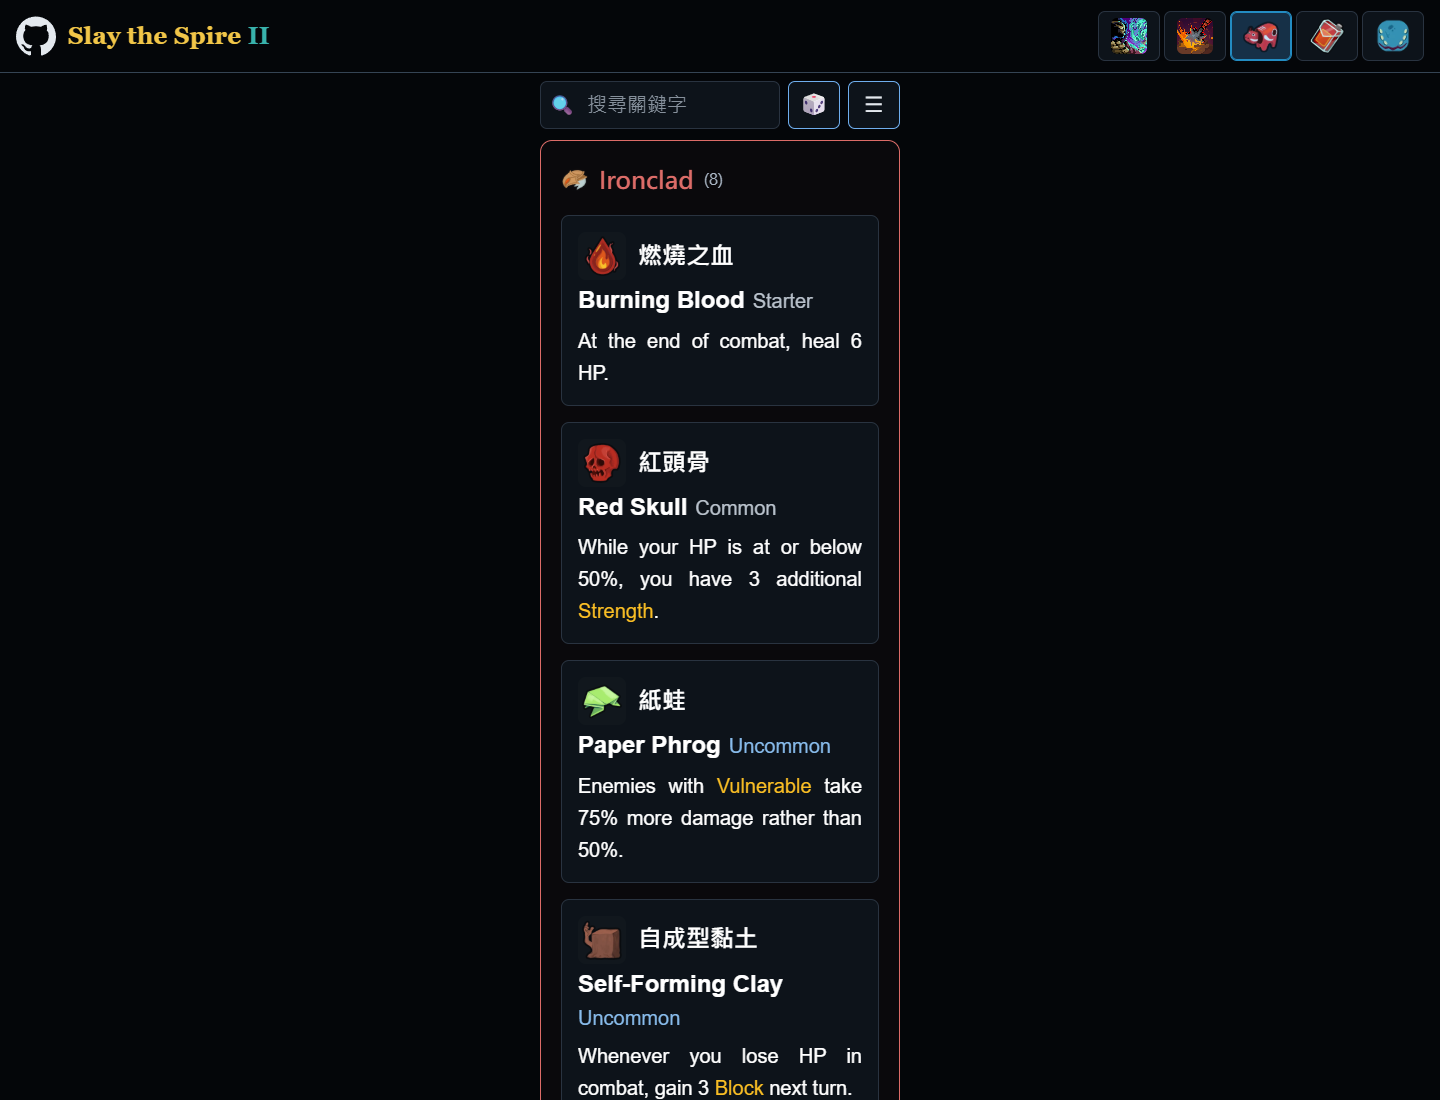 Slay the Spire II
搜尋關鍵字
Ironclad (8)
燃燒之血
Burning Blood Starter
At the end of combat, heal 6
HP.
紅頭骨
Red Skull Common
While your HP is at or below
50%, you have 3 additional
Strength.
紙蛙
Paper Phrog Uncommon
Enemies with Vulnerable take
75% more damage rather than
50%.
自成型黏土
Self-Forming Clay
Uncommon
Whenever you lose HP in
combat, gain 3 Block next turn.